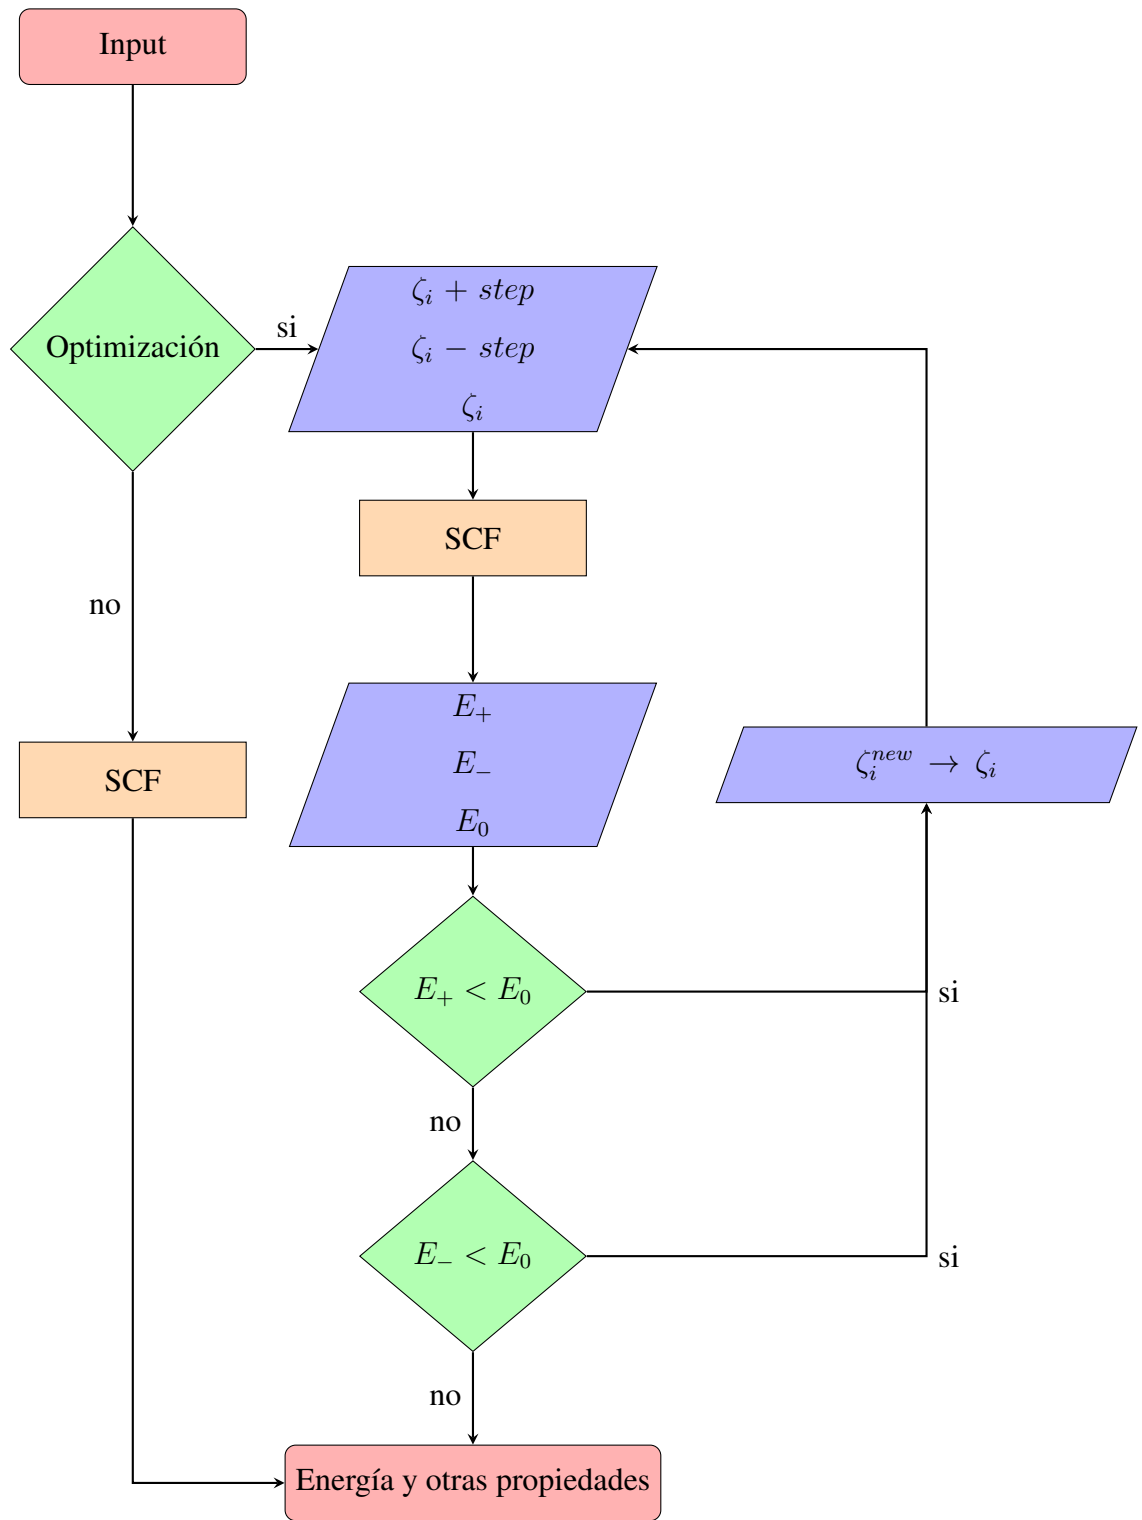 Input
Optimización
si
ζ_i + step
ζ_i − step
ζ_i
SCF
no
SCF
E_+
E_−
E_0
ζ_i^{new} → ζ_i
E_+ < E_0
si
no
E_− < E_0
si
no
Energía y otras propiedades